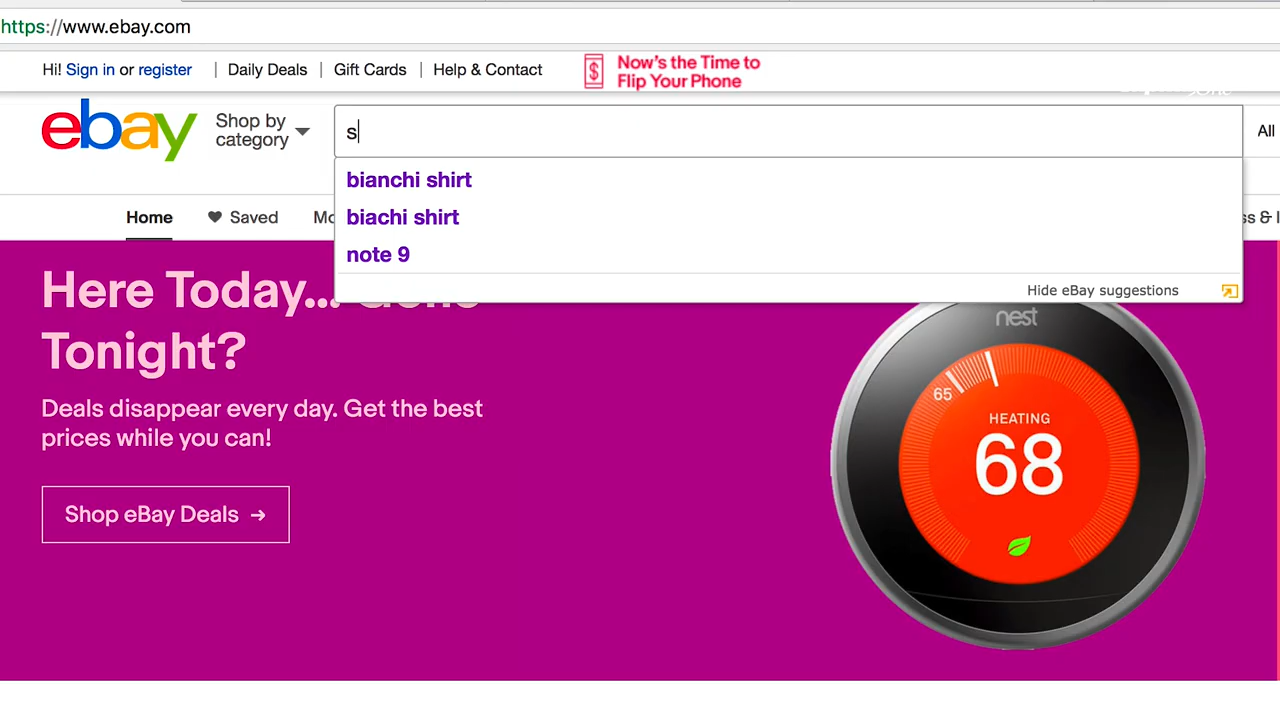 https://www.ebay.com
Hi! Sign in or register | Daily Deals | Gift Cards | Help & Contact
Now's the Time to
Flip Your Phone
ebay
Shop by
category
s
All
bianchi shirt
biachi shirt
note 9
Hide eBay suggestions
Home
Saved
Here Today...
Tonight?
Deals disappear every day. Get the best
prices while you can!
Shop eBay Deals →
nest
65
HEATING
68